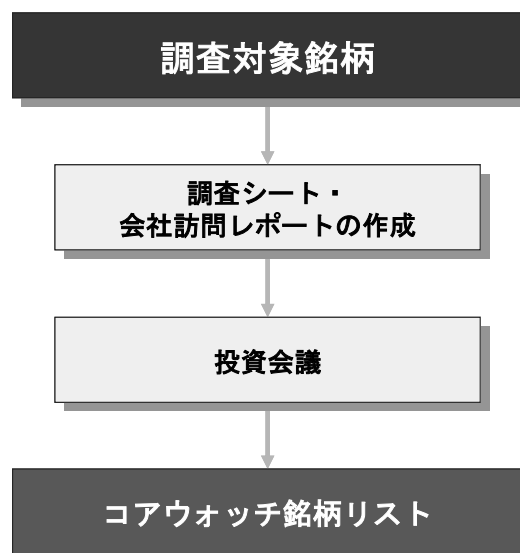 調査対象銘柄
調査シート・
会社訪問レポートの作成
投資会議
コアウォッチ銘柄リスト